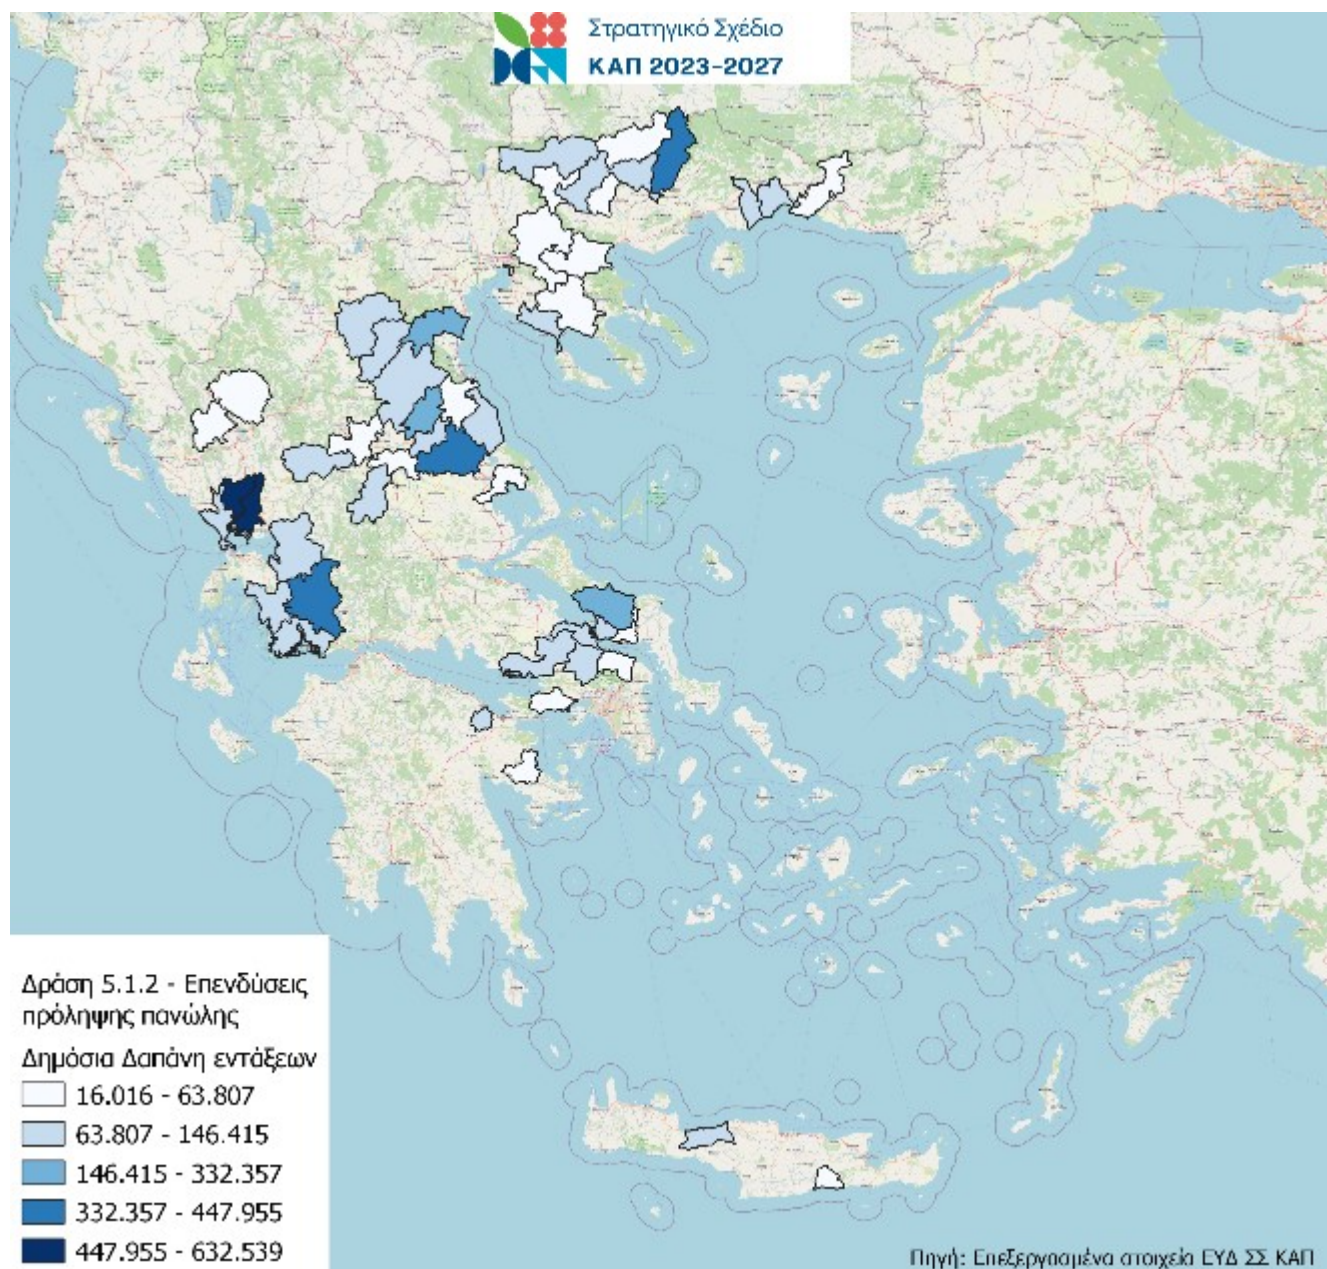 Στρατηγικό Σχέδιο
ΚΑΠ 2023-2027
Δράση 5.1.2 - Επενδύσεις
πρόληψης πανώλης
Δημόσια Δαπάνη εντάξεων
16.016 - 63.807
63.807 - 146.415
146.415 - 332.357
332.357 - 447.955
447.955 - 632.539
Πηγή: Επεξεργασμένα στοιχεία ΕΥΔ ΣΣ ΚΑΠ